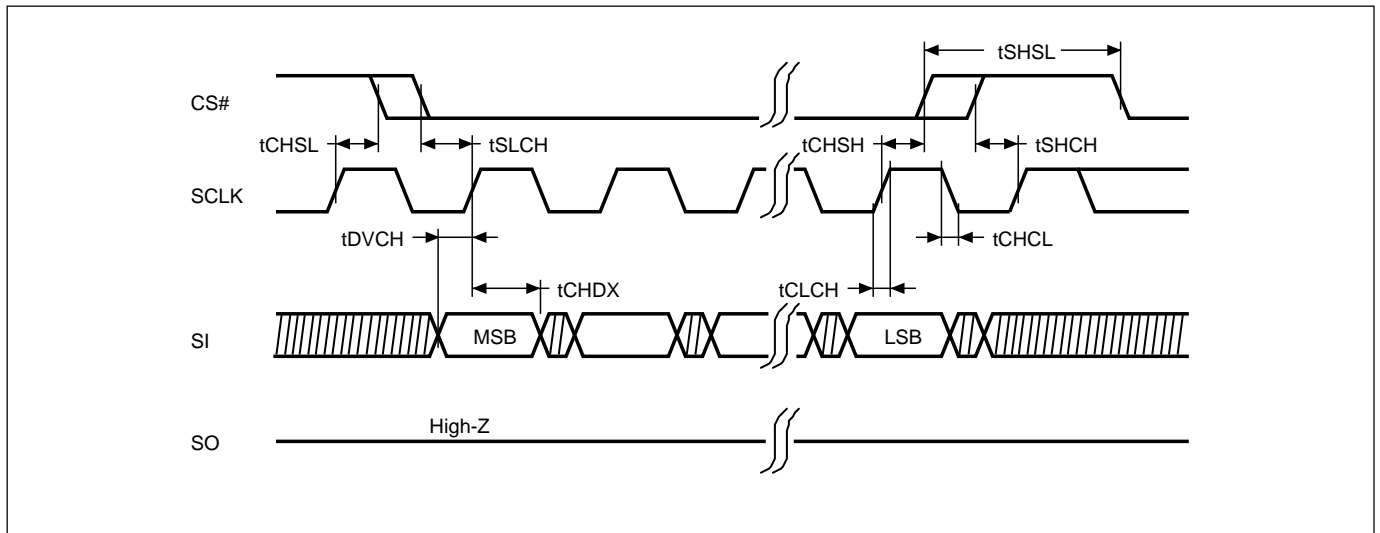 tSHSL
CS#
tCHSL
tSLCH
tCHSH
tSHCH
SCLK
tDVCH
tCHCL
tCHDX
tCLCH
SI
MSB
LSB
High-Z
SO